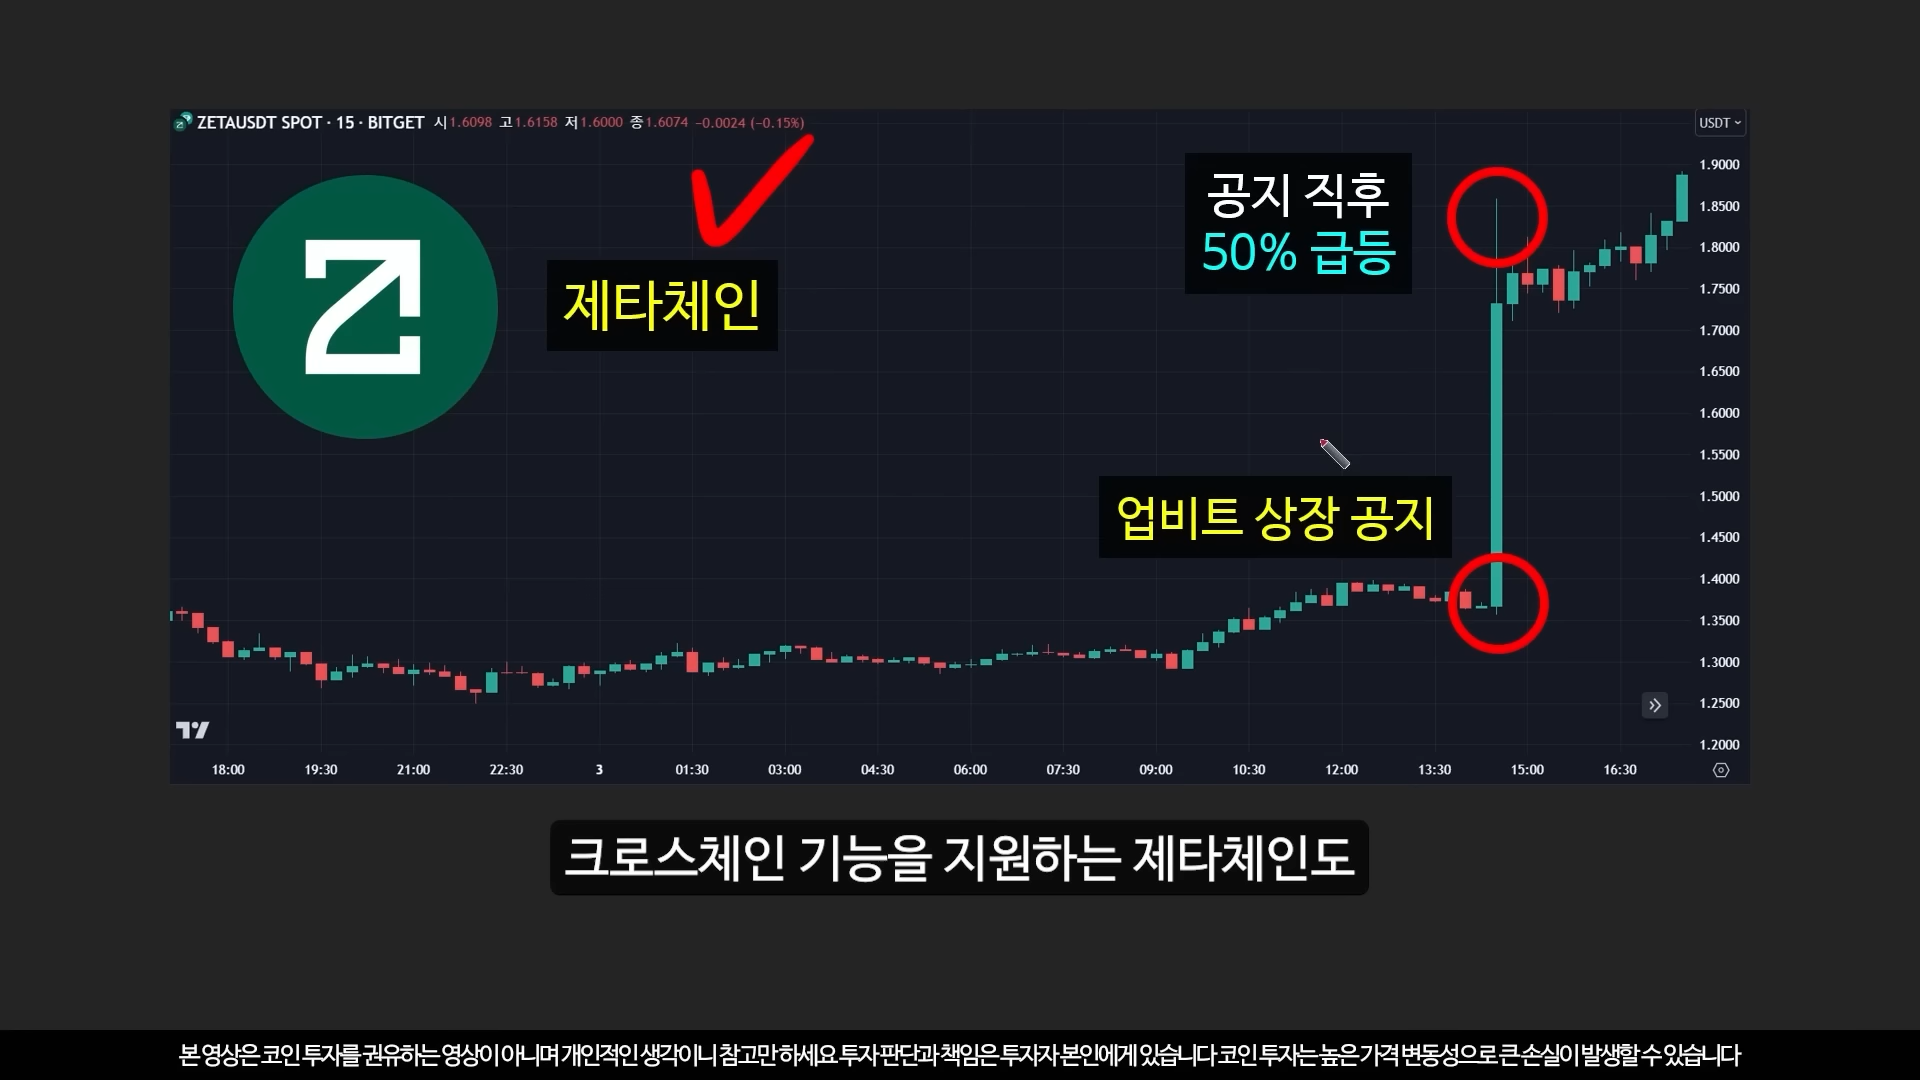 ZETAUSDT SPOT · 15 · BITGET 시1.6098 고1.6158 저1.6000 종1.6074 −0.0024 (−0.15%)
USDT
제타체인
공지 직후
50% 급등
업비트 상장 공지
1.9000
1.8500
1.8000
1.7500
1.7000
1.6500
1.6000
1.5500
1.5000
1.4500
1.4000
1.3500
1.3000
1.2500
1.2000
18:00 19:30 21:00 22:30 3 01:30 03:00 04:30 06:00 07:30 09:00 10:30 12:00 13:30 15:00 16:30
크로스체인 기능을 지원하는 제타체인도
본 영상은 코인 투자를 권유하는 영상이 아니며 개인적인 생각이니 참고만 하세요 투자 판단과 책임은 투자자 본인에게 있습니다 코인 투자는 높은 가격 변동성으로 큰 손실이 발생할 수 있습니다